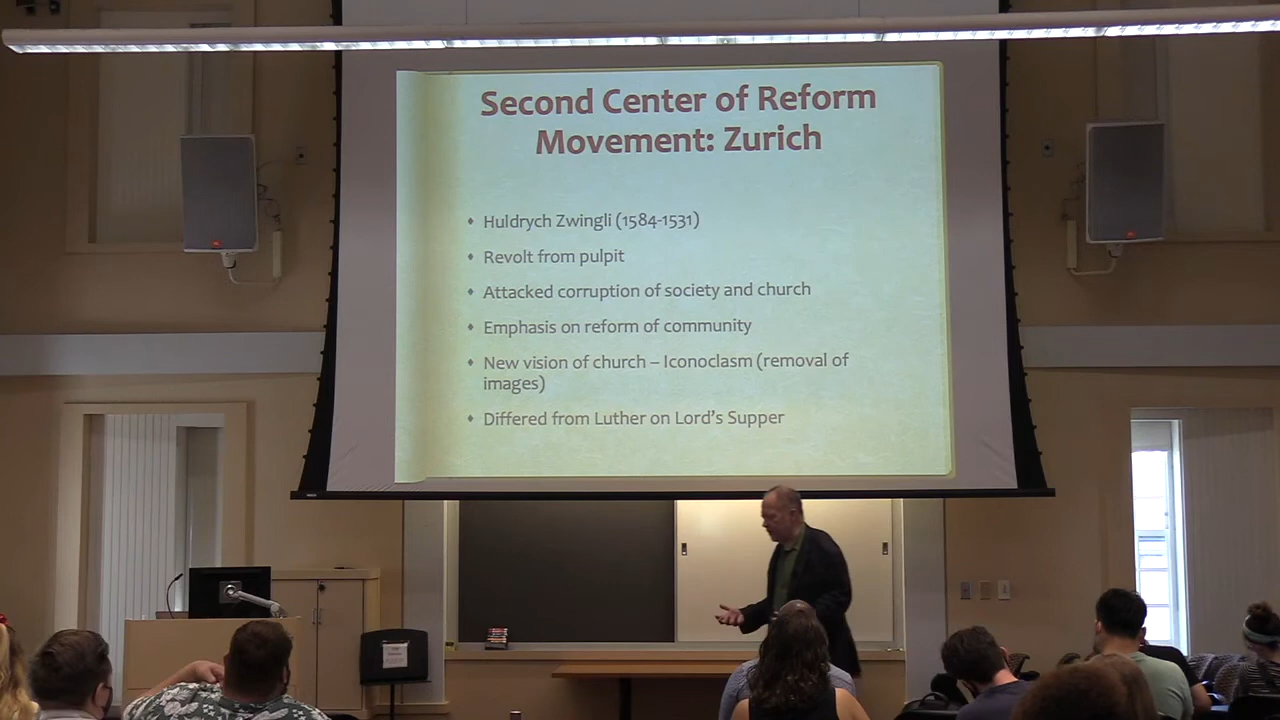 Second Center of Reform
Movement: Zurich
• Huldrych Zwingli (1584-1531)
• Revolt from pulpit
• Attacked corruption of society and church
• Emphasis on reform of community
• New vision of church – Iconoclasm (removal of
images)
• Differed from Luther on Lord's Supper